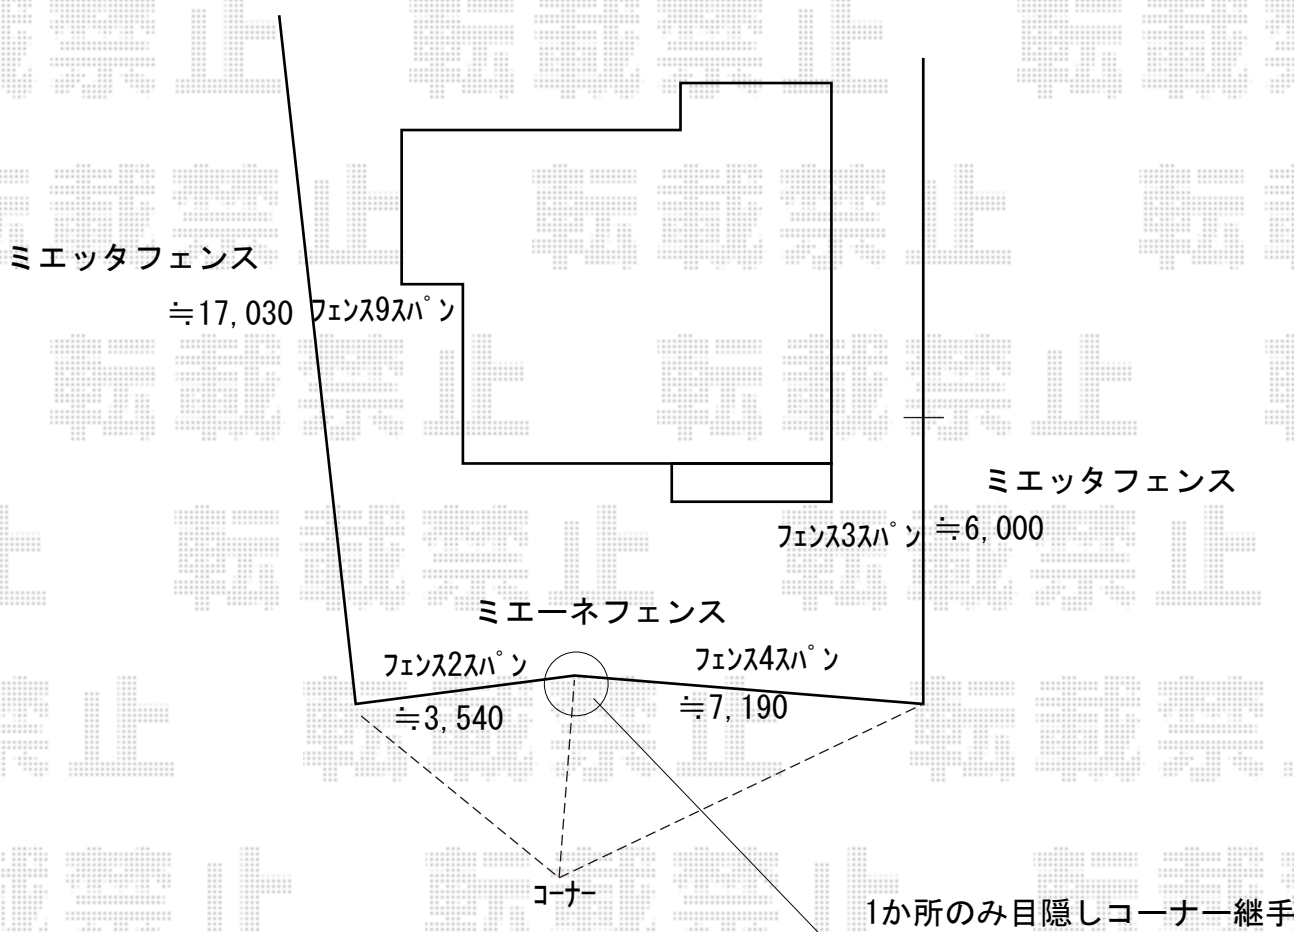 ミエッタフェンス
≒17,030 フェンス9スパン
ミエッタフェンス
フェンス3スパン ≒6,000
ミエーネフェンス
フェンス2スパン
フェンス4スパン
≒3,540
≒7,190
コーナー
1か所のみ目隠しコーナー継手
転載禁止